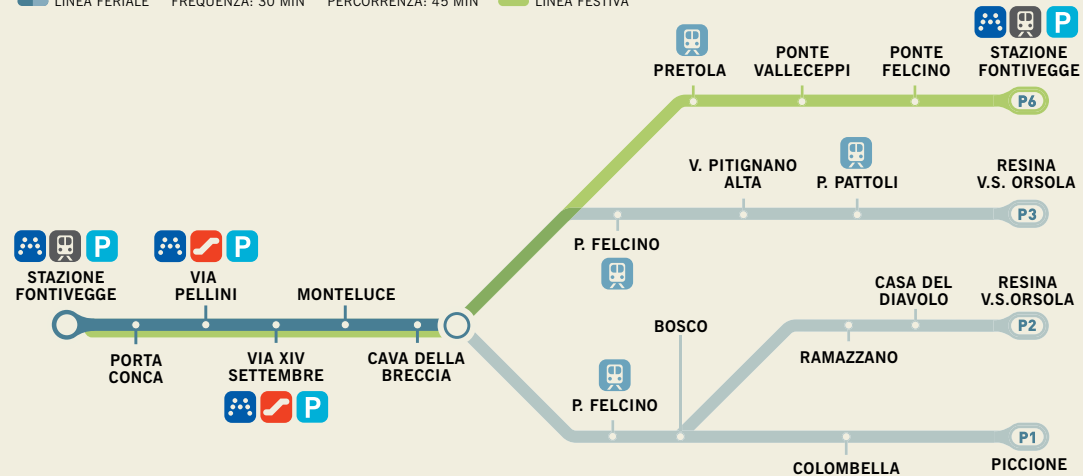 LINEA FERIALE FREQUENZA: 30 MIN PERCORRENZA: 45 MIN LINEA FESTIVA
P
PRETOLA
PONTE
VALLECEPPI
PONTE
FELCINO
STAZIONE
FONTIVEGGE
P6
V. PITIGNANO
ALTA
P. PATTOLI
RESINA
V.S. ORSOLA
P3
P. FELCINO
P
P
STAZIONE
FONTIVEGGE
VIA
PELLINI
MONTELUCE
PORTA
CONCA
VIA XIV
SETTEMBRE
P
CAVA DELLA
BRECCIA
BOSCO
CASA DEL
DIAVOLO
RESINA
V.S.ORSOLA
P2
RAMAZZANO
P. FELCINO
P1
COLOMBELLA
PICCIONE